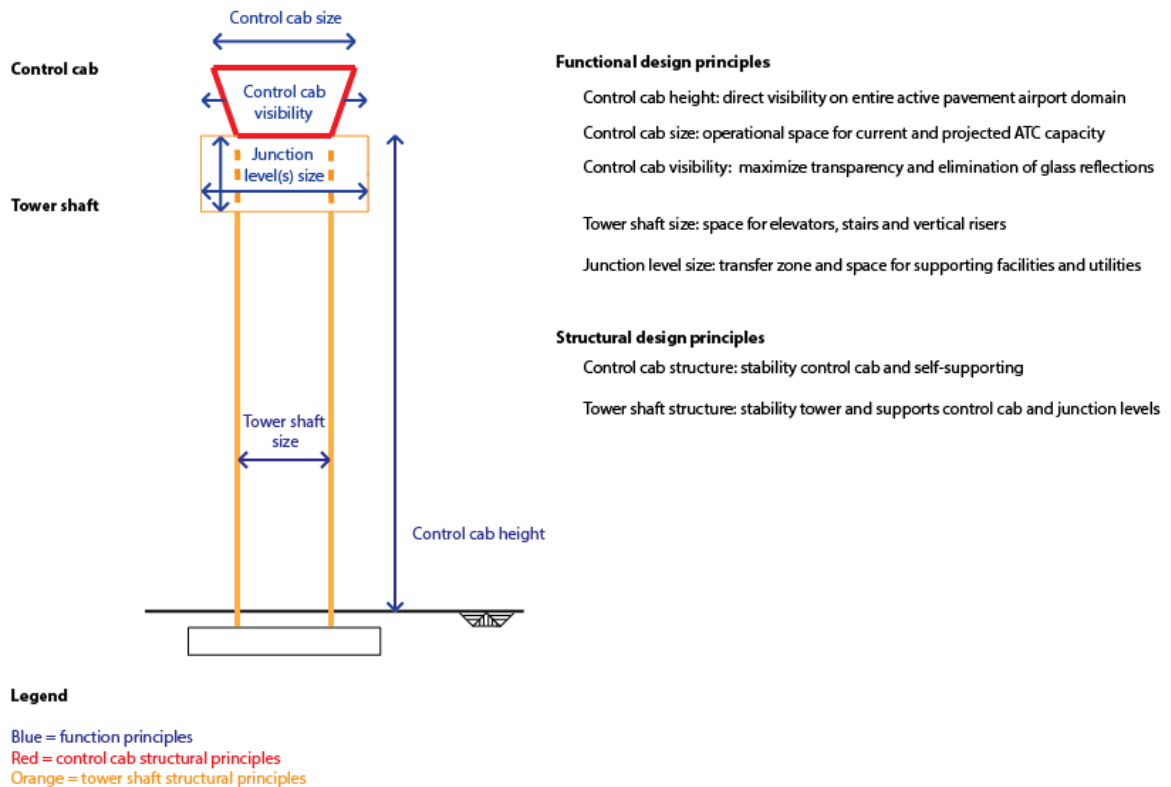 Control cab size
Control cab
Control cab
visibility
Junction
level(s) size
Tower shaft
Tower shaft
size
Control cab height
Functional design principles
Control cab height: direct visibility on entire active pavement airport domain
Control cab size: operational space for current and projected ATC capacity
Control cab visibility:  maximize transparency and elimination of glass reflections
Tower shaft size: space for elevators, stairs and vertical risers
Junction level size: transfer zone and space for supporting facilities and utilities
Structural design principles
Control cab structure: stability control cab and self-supporting
Tower shaft structure: stability tower and supports control cab and junction levels
Legend
Blue = function principles
Red = control cab structural principles
Orange = tower shaft structural principles